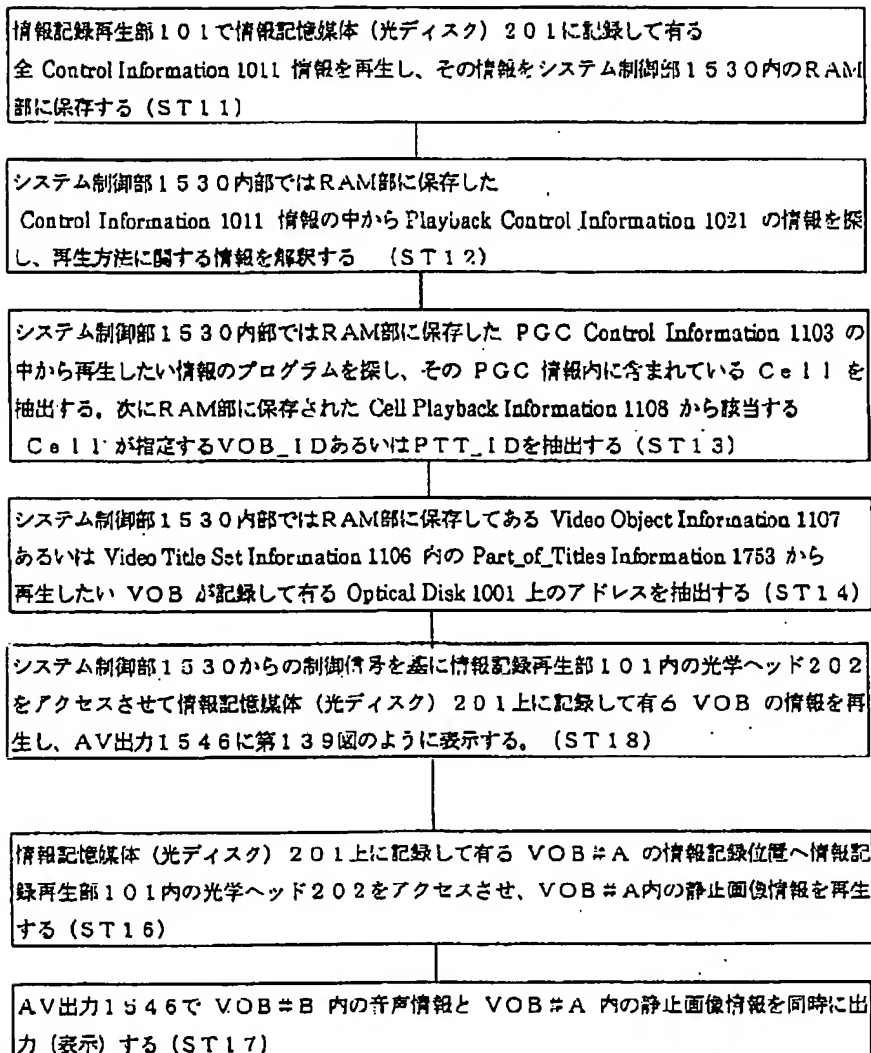 情報記録再生部101で情報記憶媒体（光ディスク）201に記録して有る
全 Control Information 1011 情報を再生し、その情報をシステム制御部1530内のRAM
部に保存する（ST11）
システム制御部1530内部ではRAM部に保存した
Control Information 1011 情報の中から Playback Control Information 1021 の情報を探
し、再生方法に関する情報を解釈する （ST12）
システム制御部1530内部ではRAM部に保存した PGC Control Information 1103 の
中から再生したい情報のプログラムを探し、その PGC 情報内に含まれている Cell を
抽出する。次にRAM部に保存された Cell Playback Information 1108 から該当する
Cell が指定するVOB_IDあるいはPTT_IDを抽出する（ST13）
システム制御部1530内部ではRAM部に保存してある Video Object Information 1107
あるいは Video Title Set Information 1106 内の Part_of_Titles Information 1753 から
再生したい VOB が記録して有る Optical Disk 1001 上のアドレスを抽出する（ST14）
システム制御部1530からの制御信号を基に情報記録再生部101内の光学ヘッド202
をアクセスさせて情報記憶媒体（光ディスク）201上に記録して有る VOB の情報を再
生し、AV出力1546に第139図のように表示する。（ST18）
情報記憶媒体（光ディスク）201上に記録して有る VOB#A の情報記録位置へ情報記
録再生部101内の光学ヘッド202をアクセスさせ、VOB#A内の静止画像情報を再生
する（ST16）
AV出力1546で VOB#B 内の音声情報と VOB#A 内の静止画像情報を同時に出
力（表示）する（ST17）